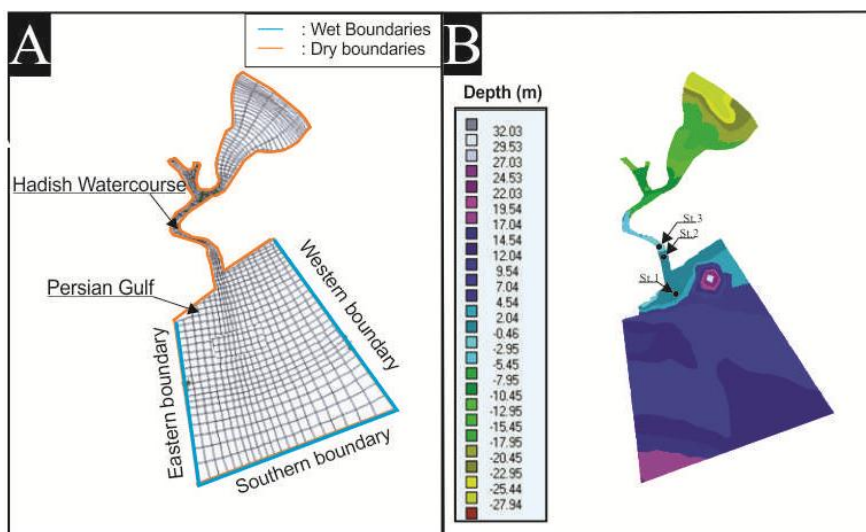 A
— : Wet Boundaries
— : Dry boundaries
Hadish Watercourse
Persian Gulf
Western boundary
Eastern boundary
Southern boundary
B
Depth (m)
32.03
29.53
27.03
24.53
22.03
19.54
17.04
14.54
12.04
9.54
7.04
4.54
2.04
-0.46
-2.95
-5.45
-7.95
-10.45
-12.95
-15.45
-17.95
-20.45
-22.95
-25.44
-27.94
St.3
St.2
St.1